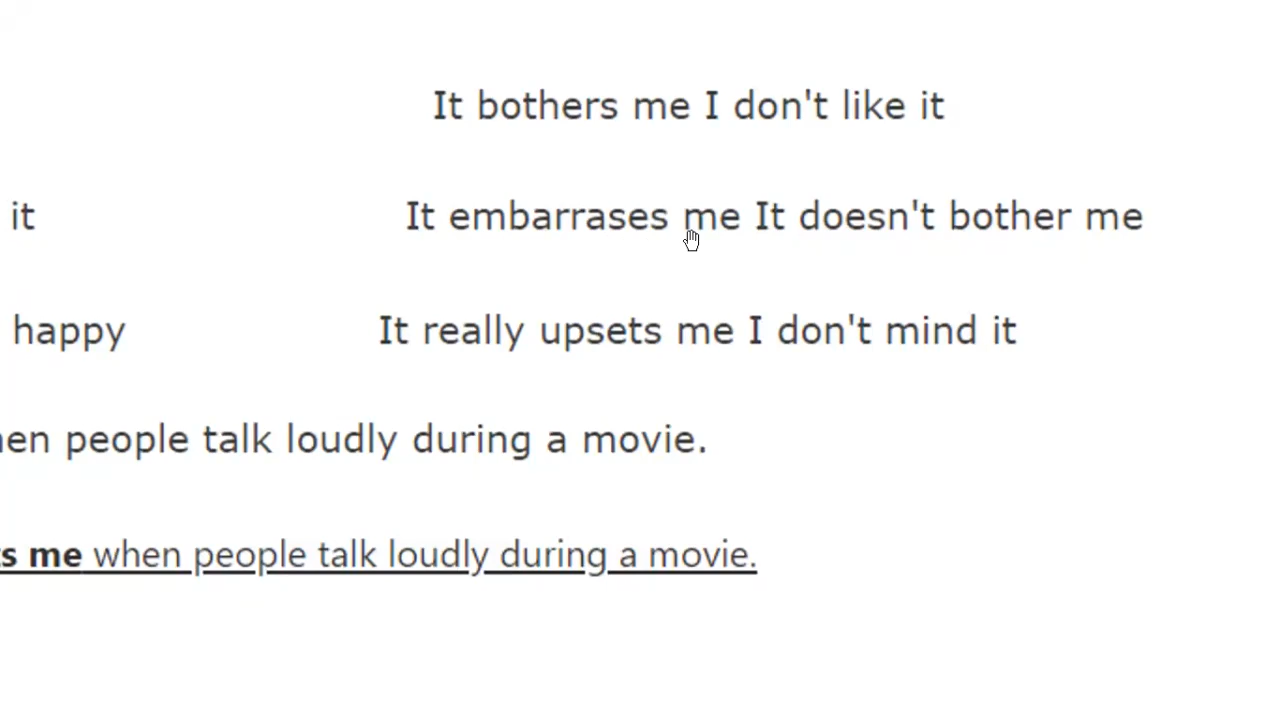 It bothers me I don't like it
it It embarrases me It doesn't bother me
happy It really upsets me I don't mind it
people talk loudly during a movie.
me when people talk loudly during a movie.